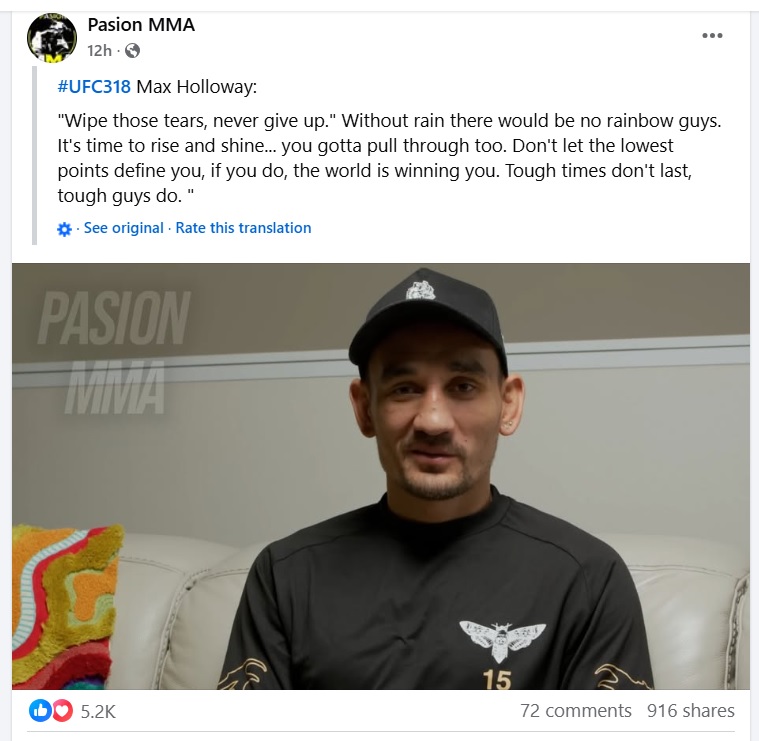 Pasion MMA
12h ·
#UFC318 Max Holloway:
"Wipe those tears, never give up." Without rain there would be no rainbow guys.
It's time to rise and shine... you gotta pull through too. Don't let the lowest
points define you, if you do, the world is winning you. Tough times don't last,
tough guys do. "
· See original · Rate this translation
PASION
MMA
15
5.2K
72 comments 916 shares